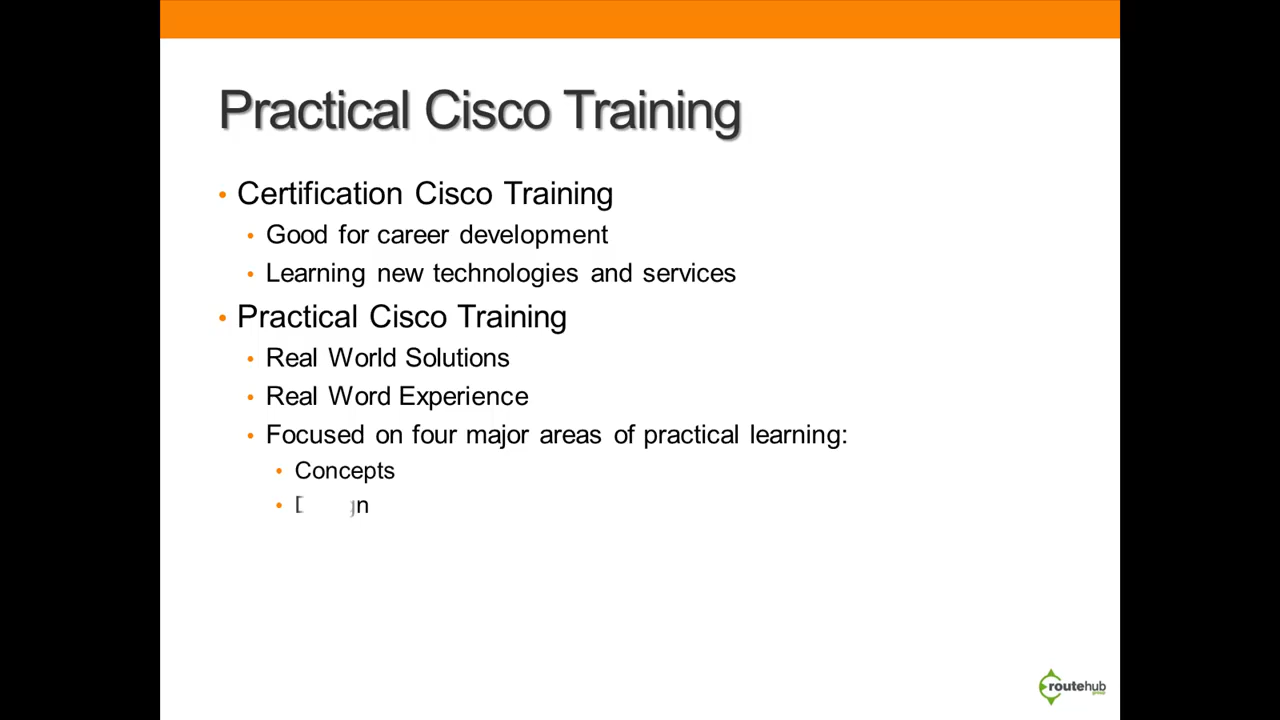 Practical Cisco Training
• Certification Cisco Training
• Good for career development
• Learning new technologies and services
• Practical Cisco Training
• Real World Solutions
• Real Word Experience
• Focused on four major areas of practical learning:
• Concepts
routehub
group